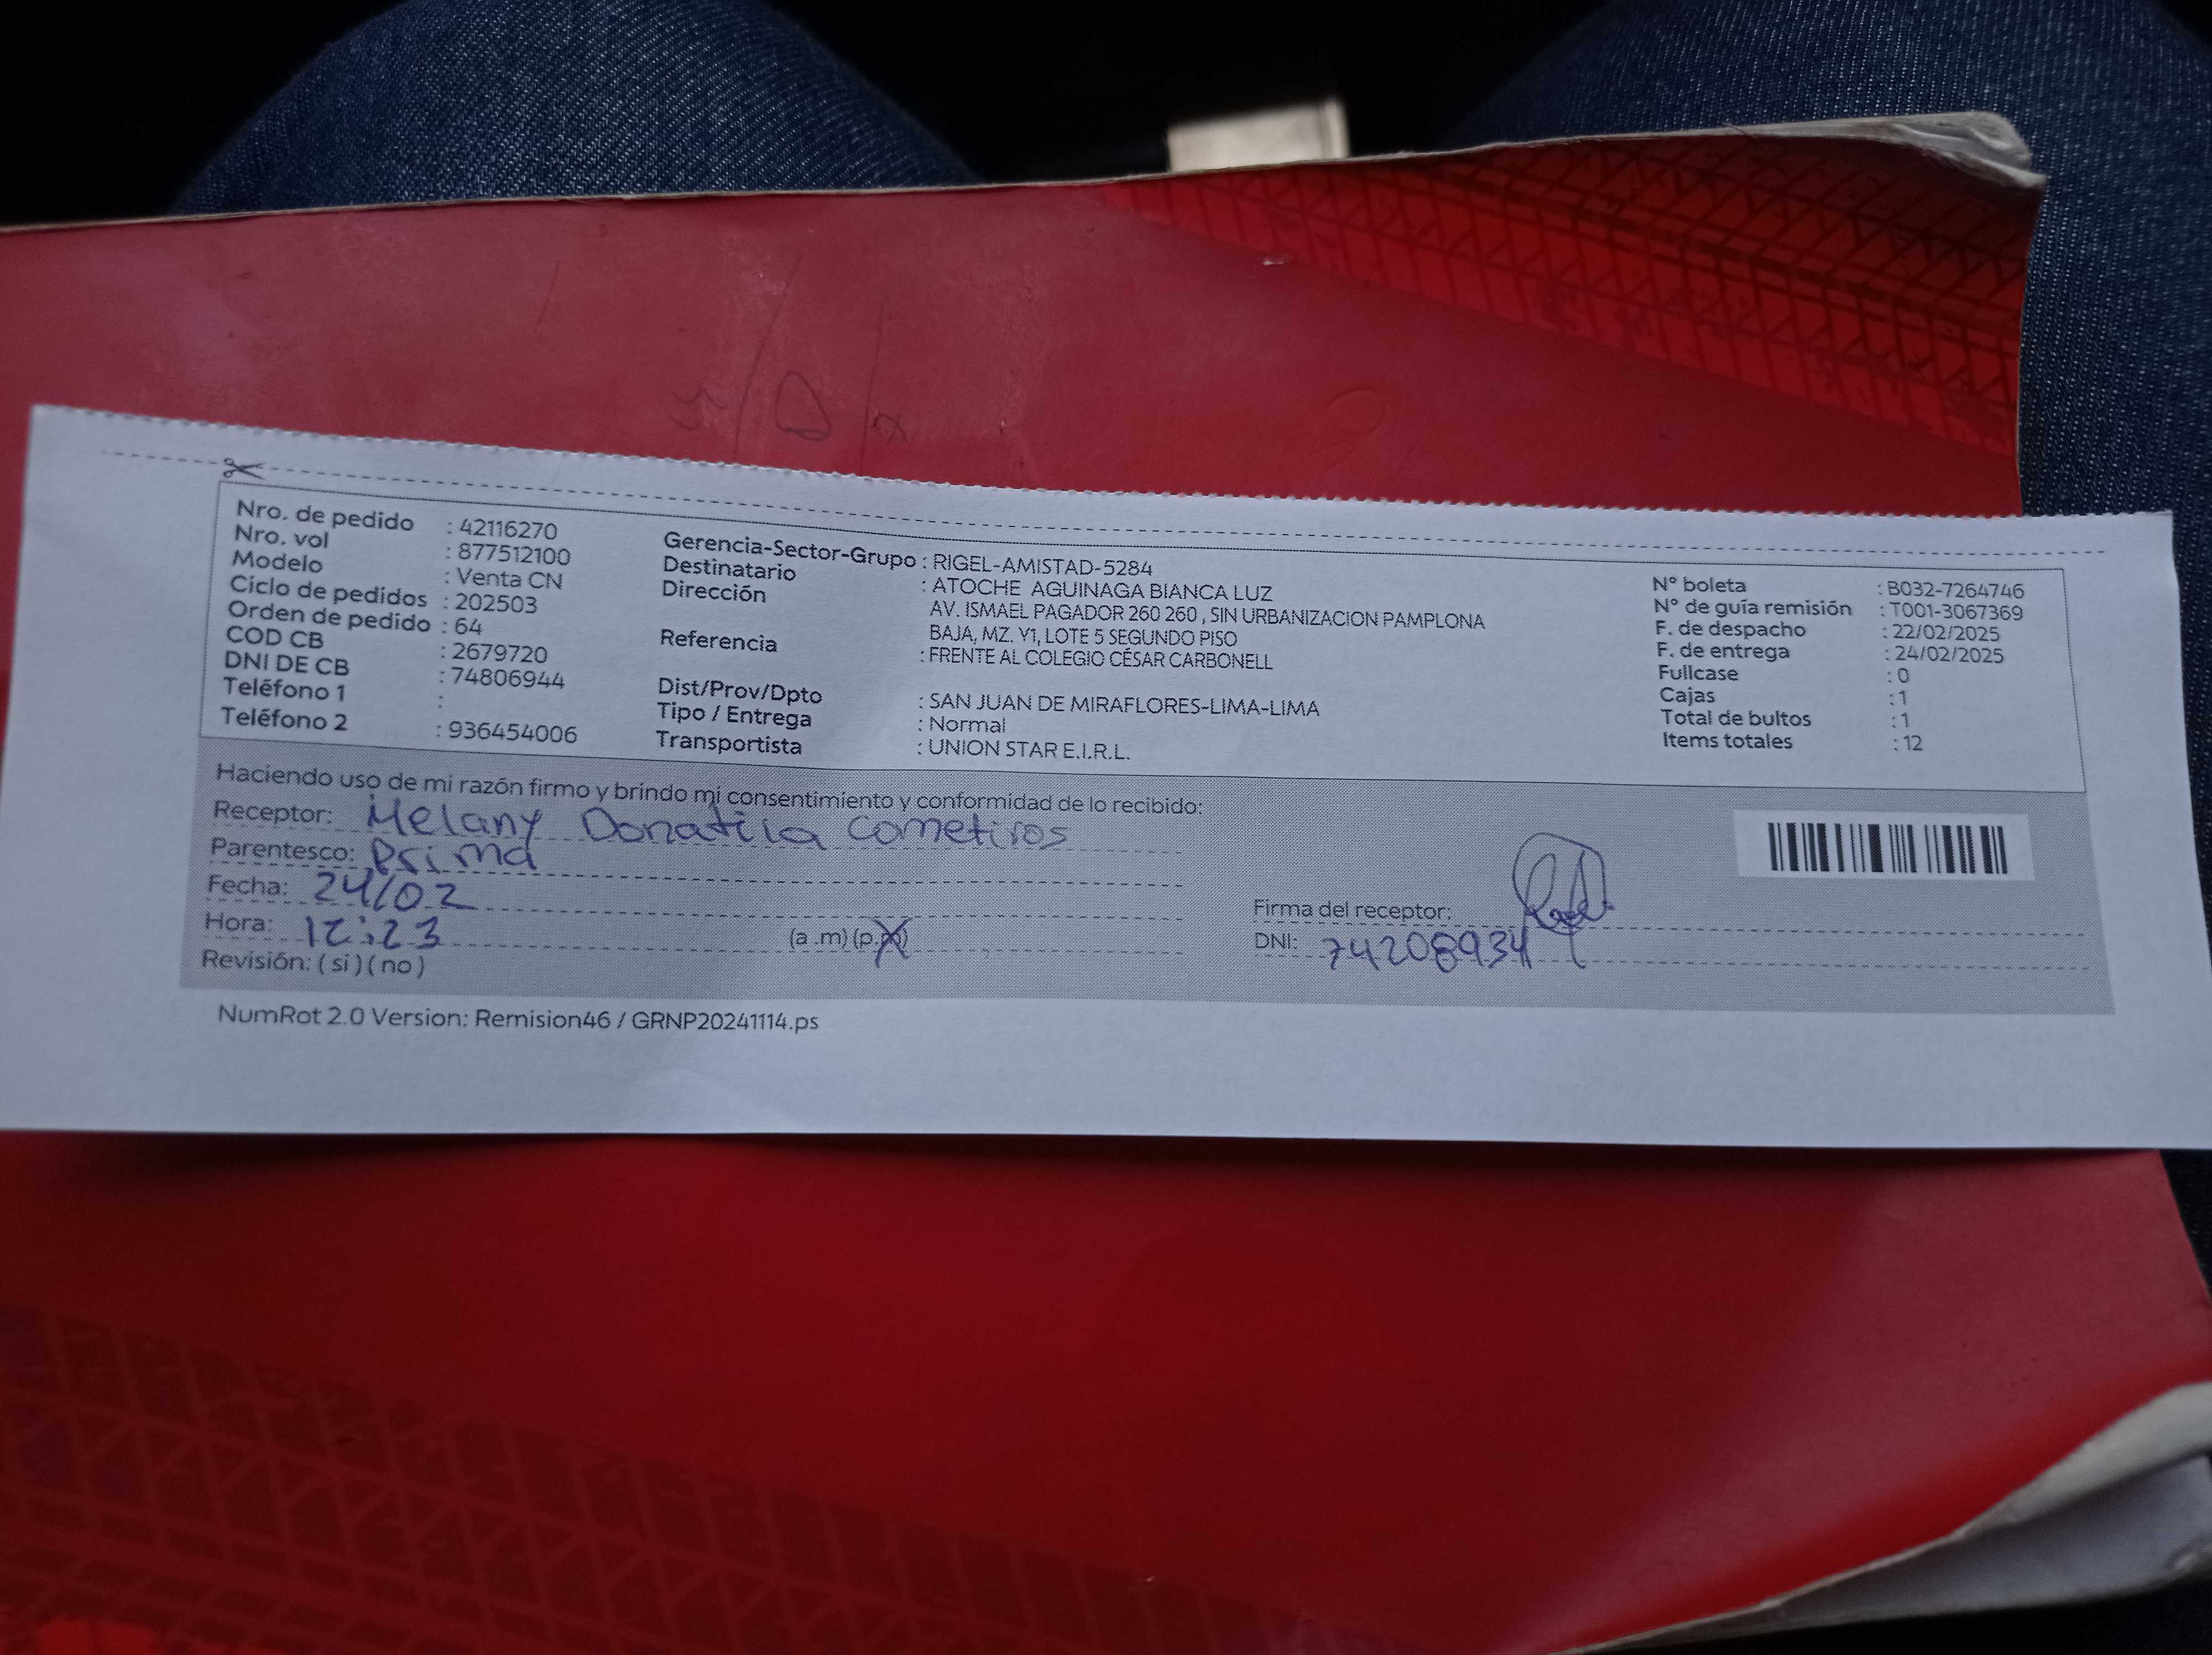 Nro. de pedido : 42116270
Nro. vol : 877512100
Modelo : Venta CN
Ciclo de pedidos : 202503
Orden de pedido : 64
COD CB : 2679720
DNI DE CB : 74806944
Teléfono 1 :
Teléfono 2 : 936454006
Gerencia-Sector-Grupo : RIGEL-AMISTAD-5284
Destinatario : ATOCHE AGUINAGA BIANCA LUZ
Dirección AV. ISMAEL PAGADOR 260 260 , SIN URBANIZACION PAMPLONA
BAJA, MZ. Y1, LOTE 5 SEGUNDO PISO
Referencia : FRENTE AL COLEGIO CÉSAR CARBONELL
Dist/Prov/Dpto : SAN JUAN DE MIRAFLORES-LIMA-LIMA
Tipo / Entrega : Normal
Transportista : UNION STAR E.I.R.L.
N° boleta : B032-7264746
N° de guía remisión : T001-3067369
F. de despacho : 22/02/2025
F. de entrega : 24/02/2025
Fullcase : 0
Cajas : 1
Total de bultos : 1
Items totales : 12
Haciendo uso de mi razón firmo y brindo mi consentimiento y conformidad de lo recibido:
Receptor: Melany Donatila Cometivos
Parentesco: Prima
Fecha: 24/02
Hora: 12:23 (a .m) (p.m)
Revisión: ( si ) ( no )
Firma del receptor:
DNI: 74208934
NumRot 2.0 Version: Remision46 / GRNP20241114.ps